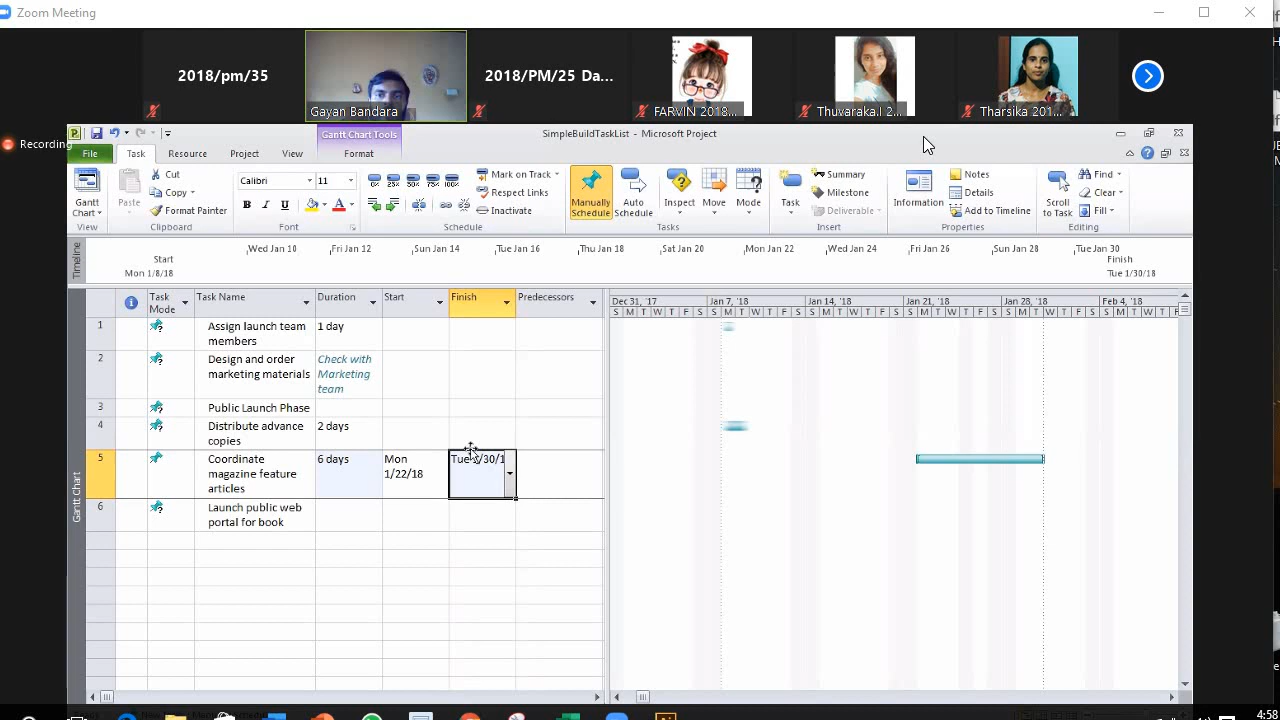 Zoom Meeting
2018/pm/35
Gayan Bandara
2018/PM/25 Da...
FARVIN 2018...
Thuvaraka.I 2...
Tharsika 201...
Recording
Gantt Chart Tools
SimpleBuildTaskList - Microsoft Project
File Task Resource Project View Format
Gantt Chart
View
Paste
Cut
Copy
Format Painter
Clipboard
Calibri 11
B I U A
Font
Mark on Track
Respect Links
Inactivate
Schedule
Manually Schedule
Auto Schedule
Inspect Move Mode
Tasks
Task
Summary
Milestone
Deliverable
Insert
Information
Notes
Details
Add to Timeline
Properties
Scroll to Task
Find
Clear
Fill
Editing
Timeline
Wed Jan 10 Fri Jan 12 Sun Jan 14 Tue Jan 16 Thu Jan 18 Sat Jan 20 Mon Jan 22 Wed Jan 24 Fri Jan 26 Sun Jan 28 Tue Jan 30
Start
Mon 1/8/18
Finish
Tue 1/30/18
Task Mode Task Name Duration Start Finish Predecessors
Dec 31, '17 Jan 7, '18 Jan 14, '18 Jan 21, '18 Jan 28, '18 Feb 4, '18
S M T W T F S S M T W T F S S M T W T F S S M T W T F S S M T W T F S S M T W T F
1 Assign launch team members 1 day
2 Design and order marketing materials Check with Marketing team
3 Public Launch Phase
4 Distribute advance copies 2 days
5 Coordinate magazine feature articles 6 days Mon 1/22/18
6 Launch public web portal for book
Gantt Chart
4:58